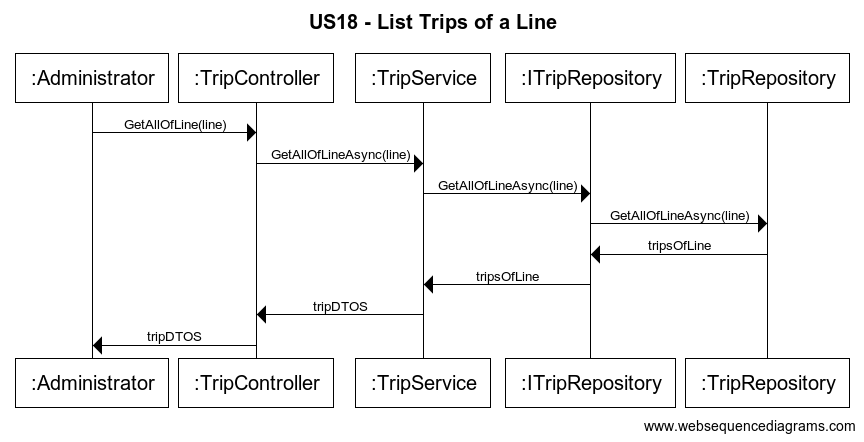 US18 - List Trips of a Line
:Administrator
:TripController
:TripService
:ITripRepository
:TripRepository
GetAllOfLine(line)
GetAllOfLineAsync(line)
GetAllOfLineAsync(line)
GetAllOfLineAsync(line)
tripsOfLine
tripsOfLine
tripDTOS
tripDTOS
:Administrator
:TripController
:TripService
:ITripRepository
:TripRepository
www.websequencediagrams.com